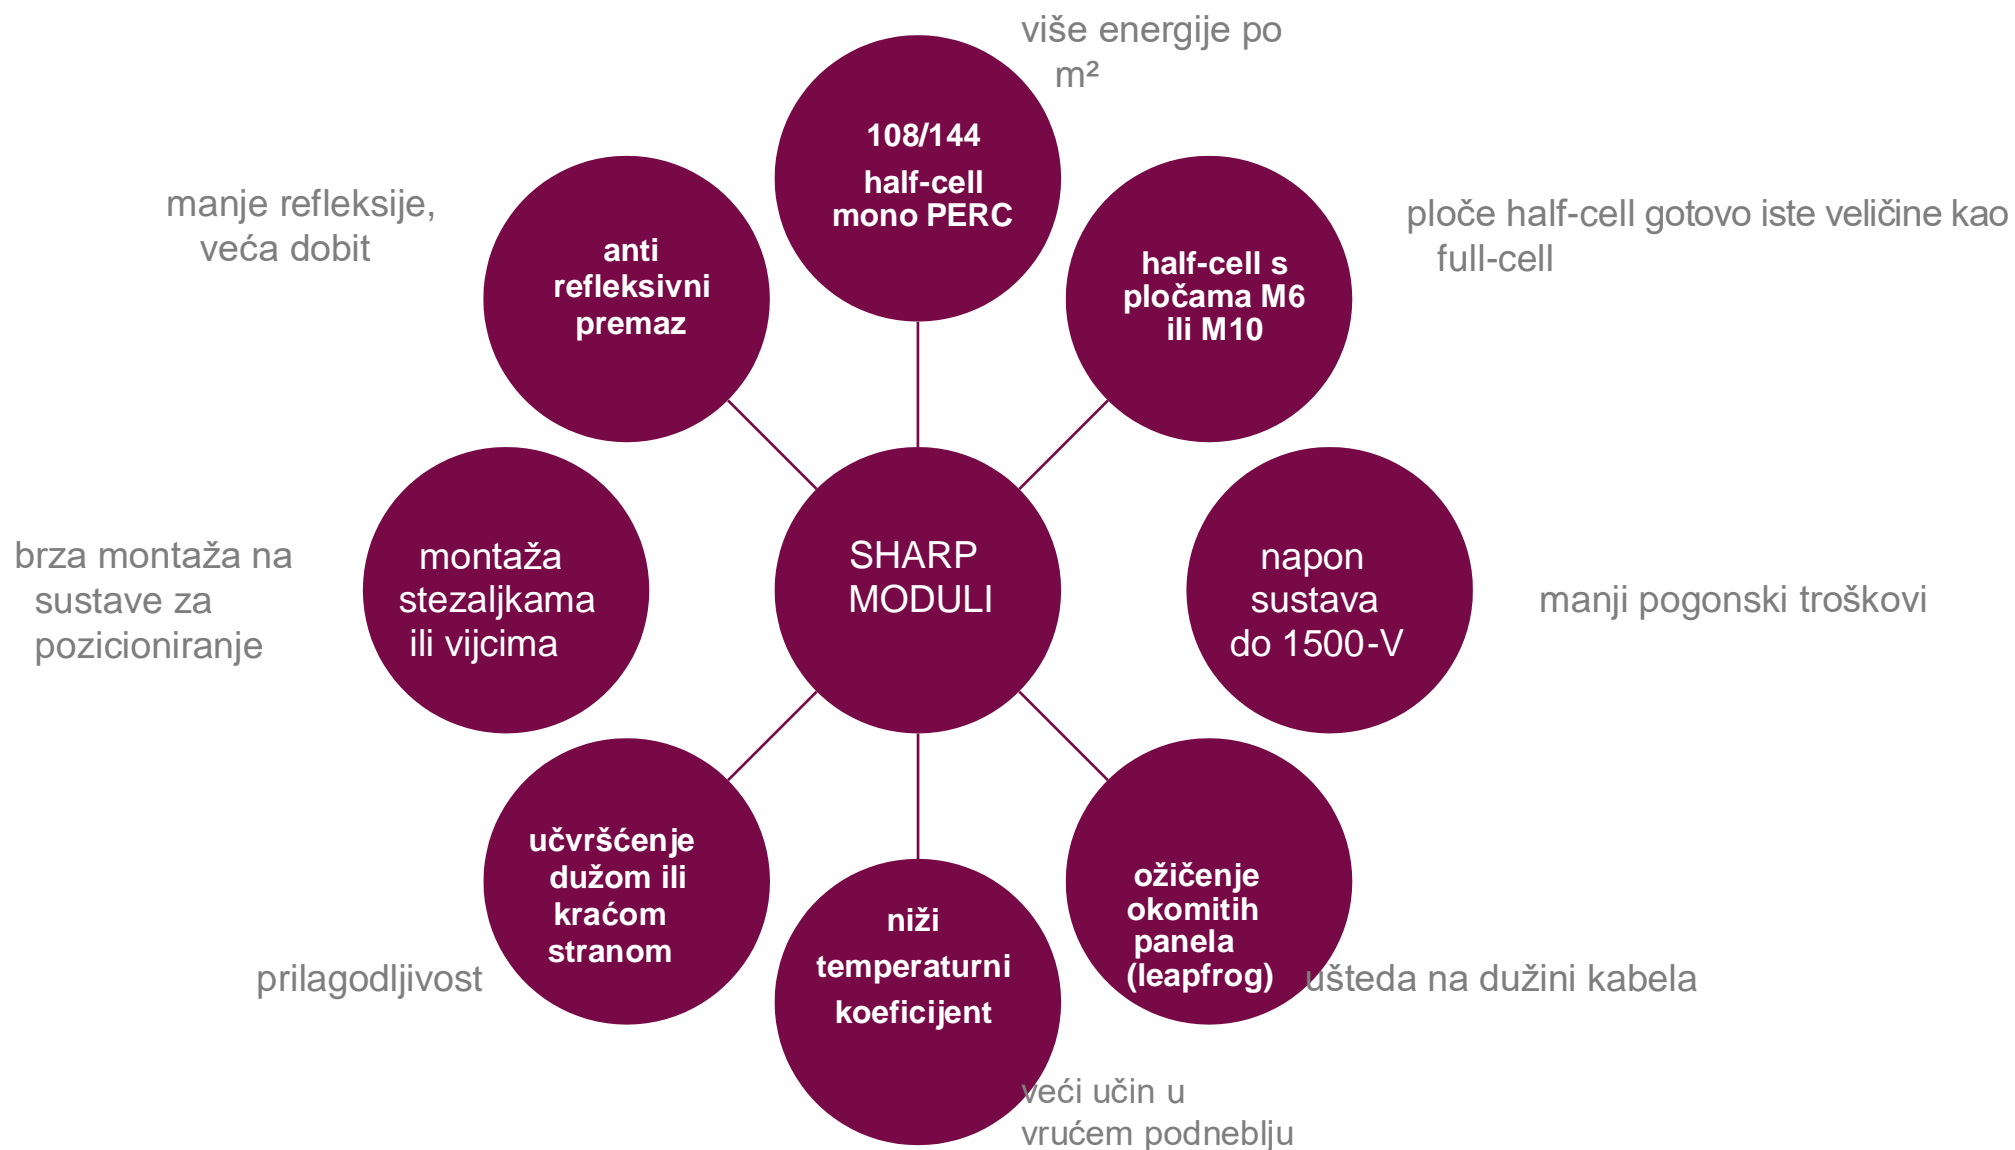 više energije po
m²
108/144
half-cell
mono PERC
manje refleksije,
veća dobit
anti
refleksivni
premaz
half-cell s
pločama M6
ili M10
ploče half-cell gotovo iste veličine kao
full-cell
brza montaža na
sustave za
pozicioniranje
montaža
stezaljkama
ili vijcima
SHARP
MODULI
napon
sustava
do 1500-V
manji pogonski troškovi
učvršćenje
dužom ili
kraćom
stranom
prilagodljivost
niži
temperaturni
koeficijent
ožičenje
okomitih
panela
(leapfrog)
ušteda na dužini kabela
veći učin u
vrućem podneblju